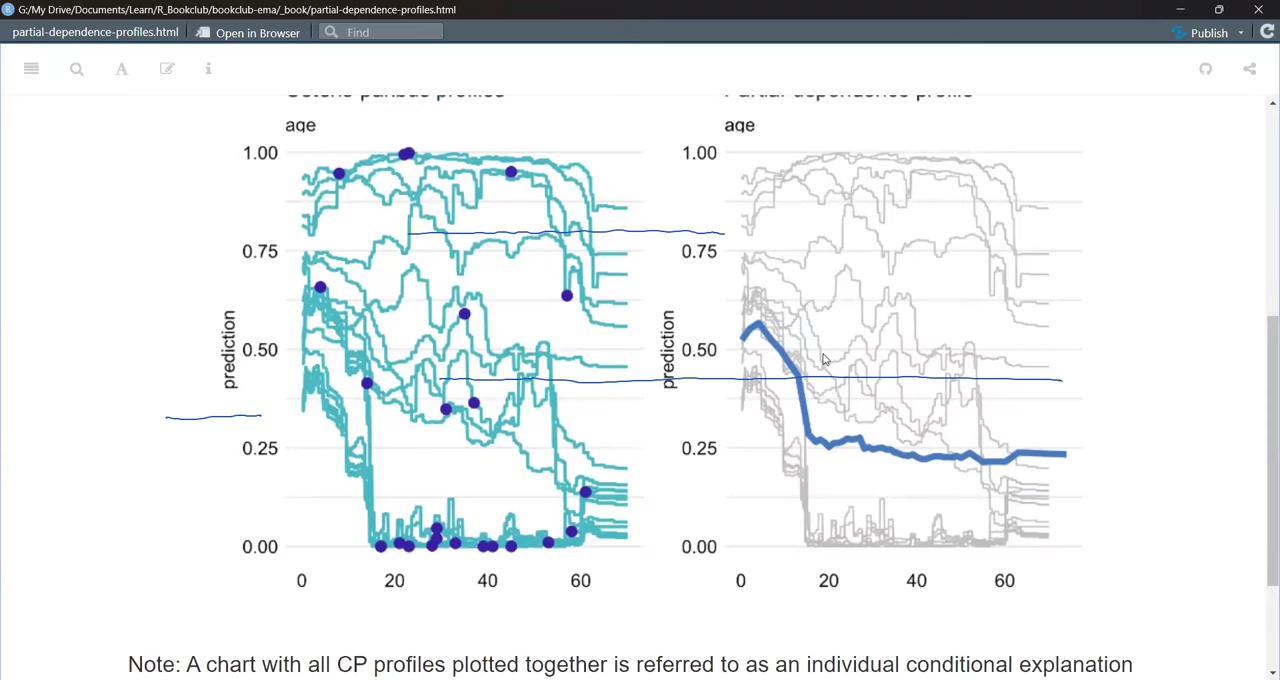 G:/My Drive/Documents/Learn/R_Bookclub/bookclub-ema/_book/partial-dependence-profiles.html
partial-dependence-profiles.html Open in Browser Find Publish
Partial dependence profile
age age
1.00 1.00
0.75 0.75
0.50 0.50
0.25 0.25
0.00 0.00
prediction prediction
0 20 40 60 0 20 40 60
Note: A chart with all CP profiles plotted together is referred to as an individual conditional explanation